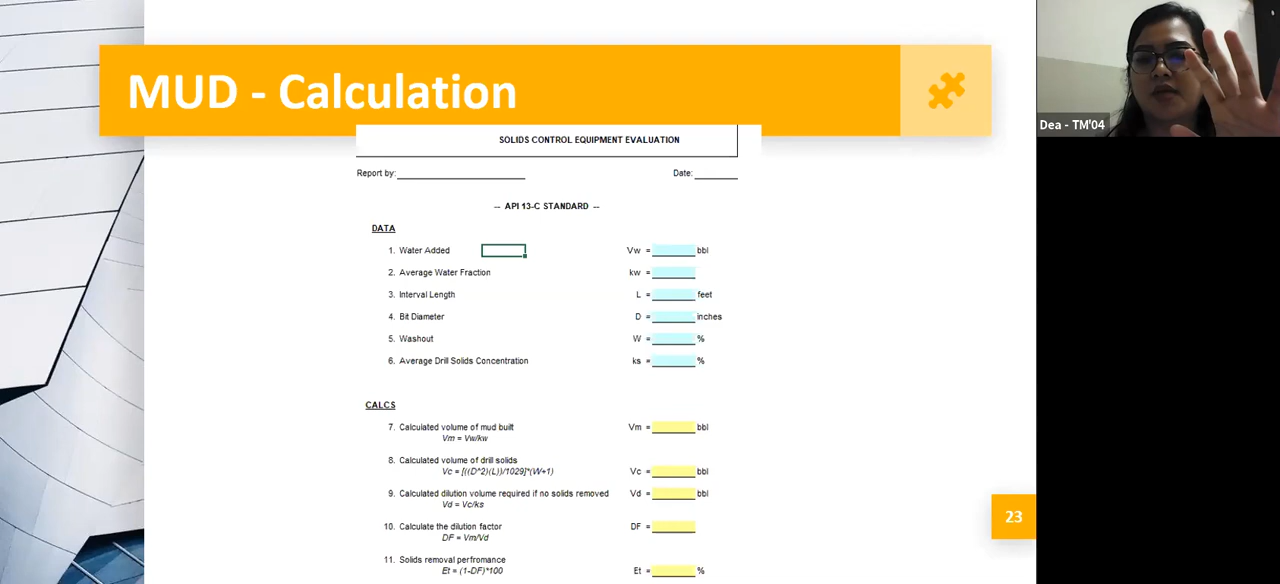 MUD - Calculation
Dea - TM'04
SOLIDS CONTROL EQUIPMENT EVALUATION
Report by: Date:
-- API 13-C STANDARD --
DATA
1. Water Added Vw = bbl
2. Average Water Fraction kw =
3. Interval Length L = feet
4. Bit Diameter D = inches
5. Washout W = %
6. Average Drill Solids Concentration ks = %
CALCS
7. Calculated volume of mud built Vm = bbl
Vm = Vw/kw
8. Calculated volume of drill solids
Vc = [((D^2)(L))/1029]*(W+1) Vc = bbl
9. Calculated dilution volume required if no solids removed Vd = bbl
Vd = Vc/ks
10. Calculate the dilution factor DF =
DF = Vm/Vd
11. Solids removal perfromance
Et = (1-DF)*100 Et = %
23